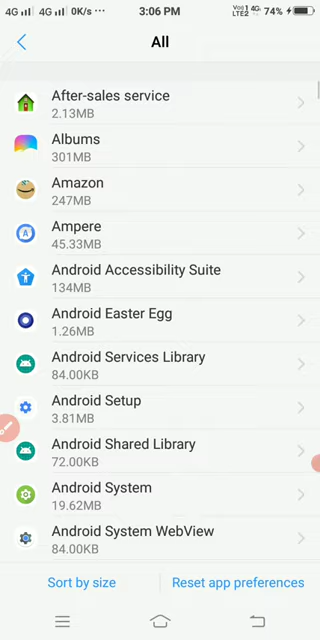 4G 4G 0K/s ··· 3:06 PM VoLTE2 4G 74%
All
After-sales service
2.13MB
Albums
301MB
Amazon
247MB
Ampere
45.33MB
Android Accessibility Suite
134MB
Android Easter Egg
1.26MB
Android Services Library
84.00KB
Android Setup
3.81MB
Android Shared Library
72.00KB
Android System
19.62MB
Android System WebView
84.00KB
Sort by size Reset app preferences